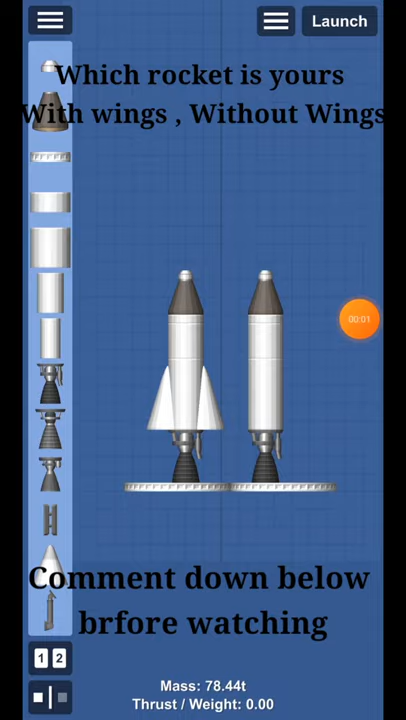 Launch
Which rocket is yours
With wings , Without Wings
00:01
Comment down below
brfore watching
1 2
Mass: 78.44t
Thrust / Weight: 0.00